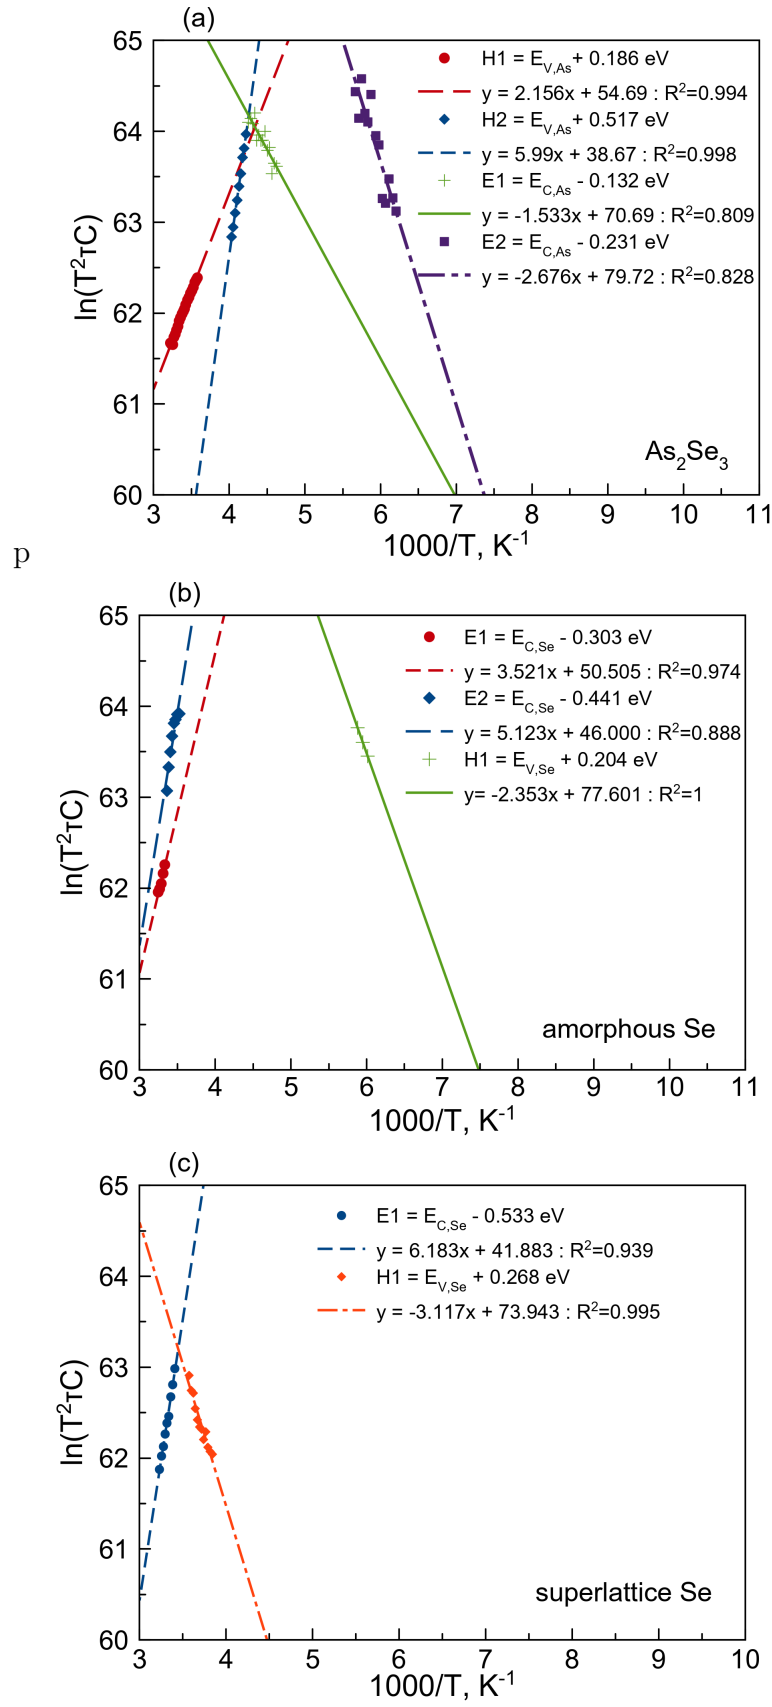 (a)
65
64
63
62
61
60
ln(T²τC)
H1 = E_V,As + 0.186 eV
y = 2.156x + 54.69 : R²=0.994
H2 = E_V,As + 0.517 eV
y = 5.99x + 38.67 : R²=0.998
E1 = E_C,As - 0.132 eV
y = -1.533x + 70.69 : R²=0.809
E2 = E_C,As - 0.231 eV
y = -2.676x + 79.72 : R²=0.828
As₂Se₃
3 4 5 6 7 8 9 10 11
1000/T, K⁻¹
p
(b)
65
64
63
62
61
60
ln(T²τC)
E1 = E_C,Se - 0.303 eV
y = 3.521x + 50.505 : R²=0.974
E2 = E_C,Se - 0.441 eV
y = 5.123x + 46.000 : R²=0.888
H1 = E_V,Se + 0.204 eV
y= -2.353x + 77.601 : R²=1
amorphous Se
3 4 5 6 7 8 9 10 11
1000/T, K⁻¹
(c)
65
64
63
62
61
60
ln(T²τC)
E1 = E_C,Se - 0.533 eV
y = 6.183x + 41.883 : R²=0.939
H1 = E_V,Se + 0.268 eV
y = -3.117x + 73.943 : R²=0.995
superlattice Se
3 4 5 6 7 8 9 10
1000/T, K⁻¹